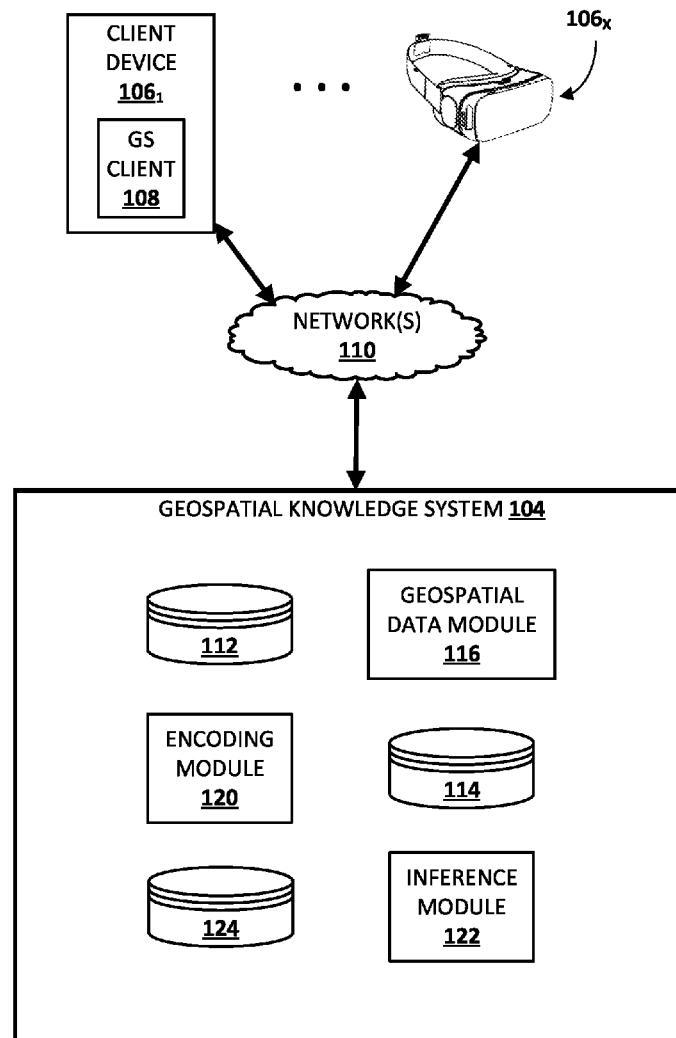 CLIENT
DEVICE
106₁
GS
CLIENT
108
• • •
106ₓ
NETWORK(S)
110
GEOSPATIAL KNOWLEDGE SYSTEM 104
112
GEOSPATIAL
DATA MODULE
116
ENCODING
MODULE
120
114
124
INFERENCE
MODULE
122